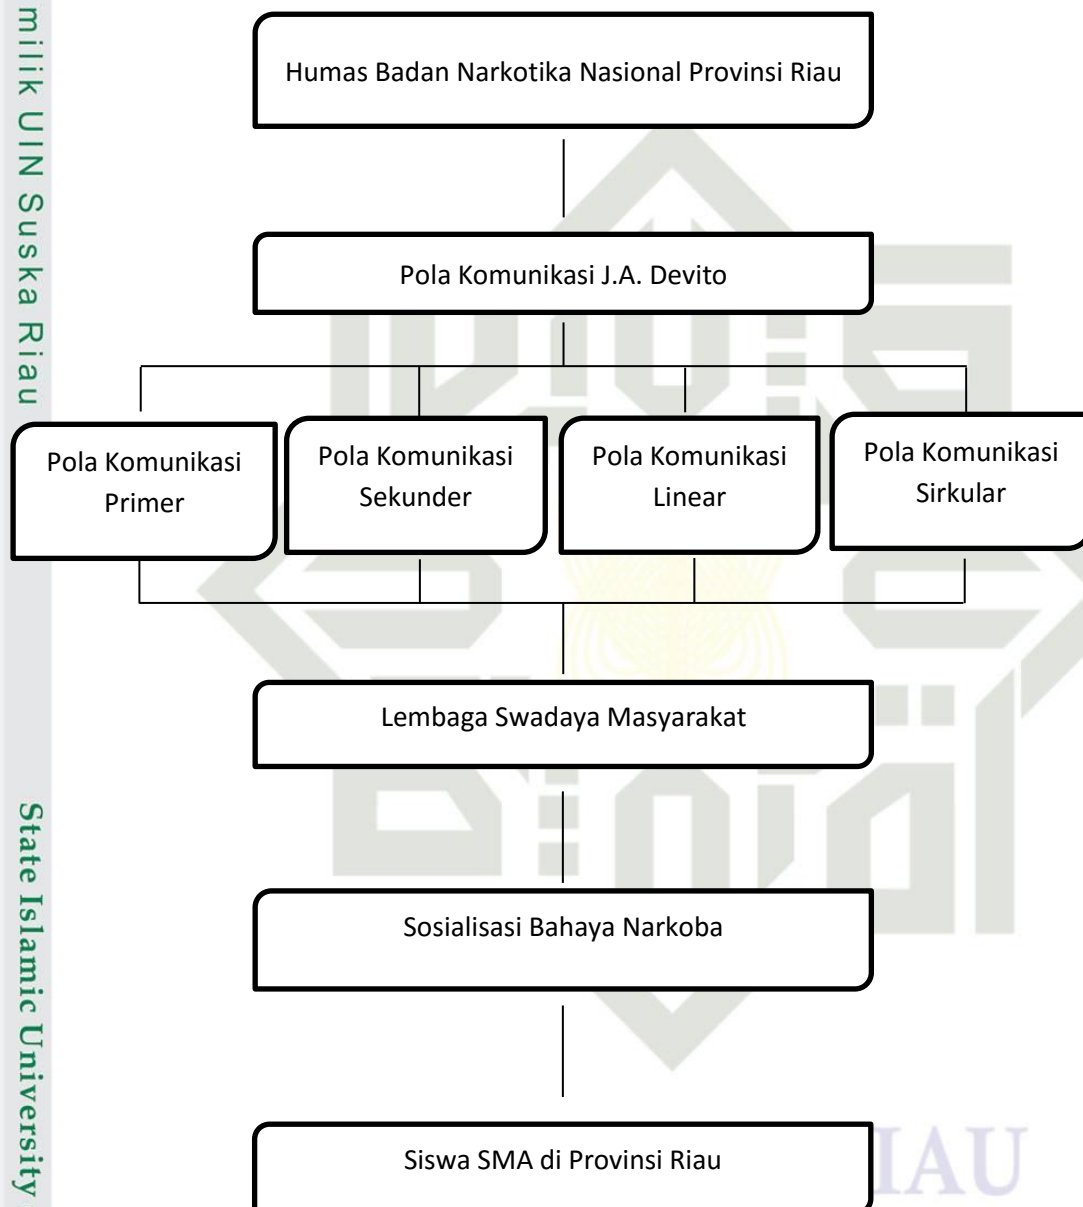 milik UIN Suska Riau
State Islamic University
Humas Badan Narkotika Nasional Provinsi Riau
Pola Komunikasi J.A. Devito
Pola Komunikasi
Primer
Pola Komunikasi
Sekunder
Pola Komunikasi
Linear
Pola Komunikasi
Sirkular
Lembaga Swadaya Masyarakat
Sosialisasi Bahaya Narkoba
Siswa SMA di Provinsi Riau
IAU